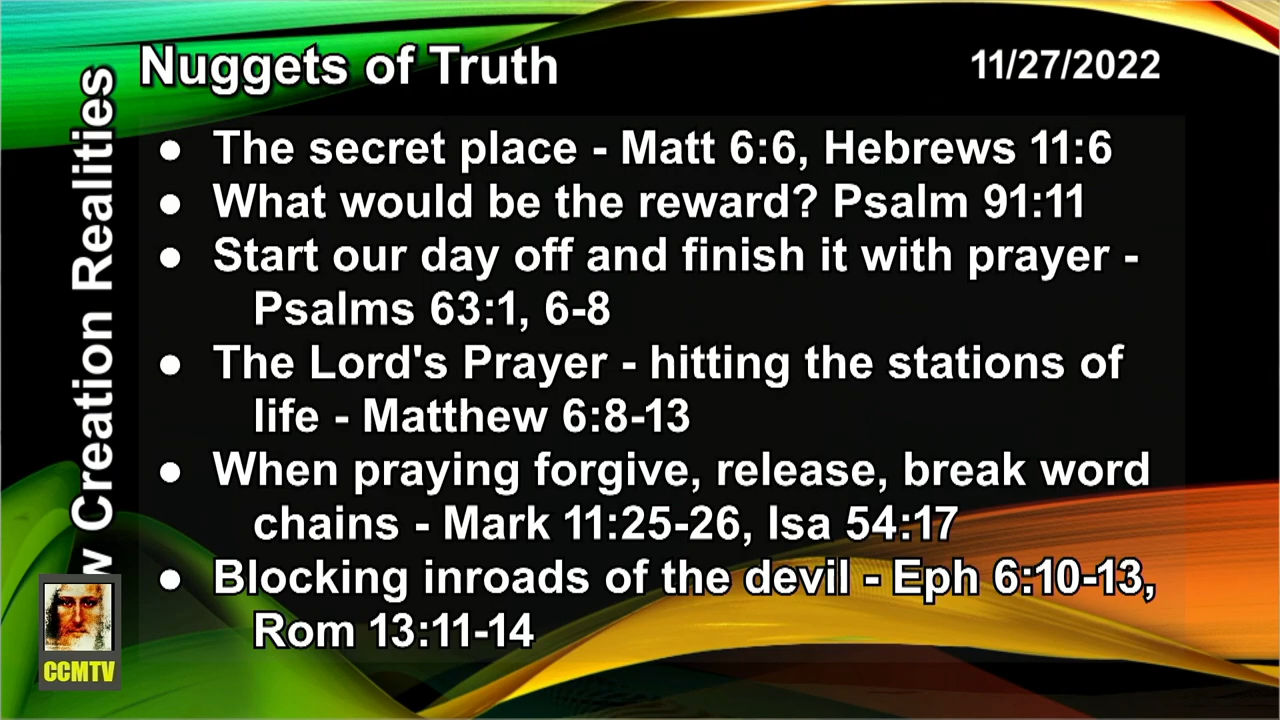 Nuggets of Truth
11/27/2022
w Creation Realities
● The secret place - Matt 6:6, Hebrews 11:6
● What would be the reward? Psalm 91:11
● Start our day off and finish it with prayer -
Psalms 63:1, 6-8
● The Lord's Prayer - hitting the stations of
life - Matthew 6:8-13
● When praying forgive, release, break word
chains - Mark 11:25-26, Isa 54:17
● Blocking inroads of the devil - Eph 6:10-13,
Rom 13:11-14
CCMTV